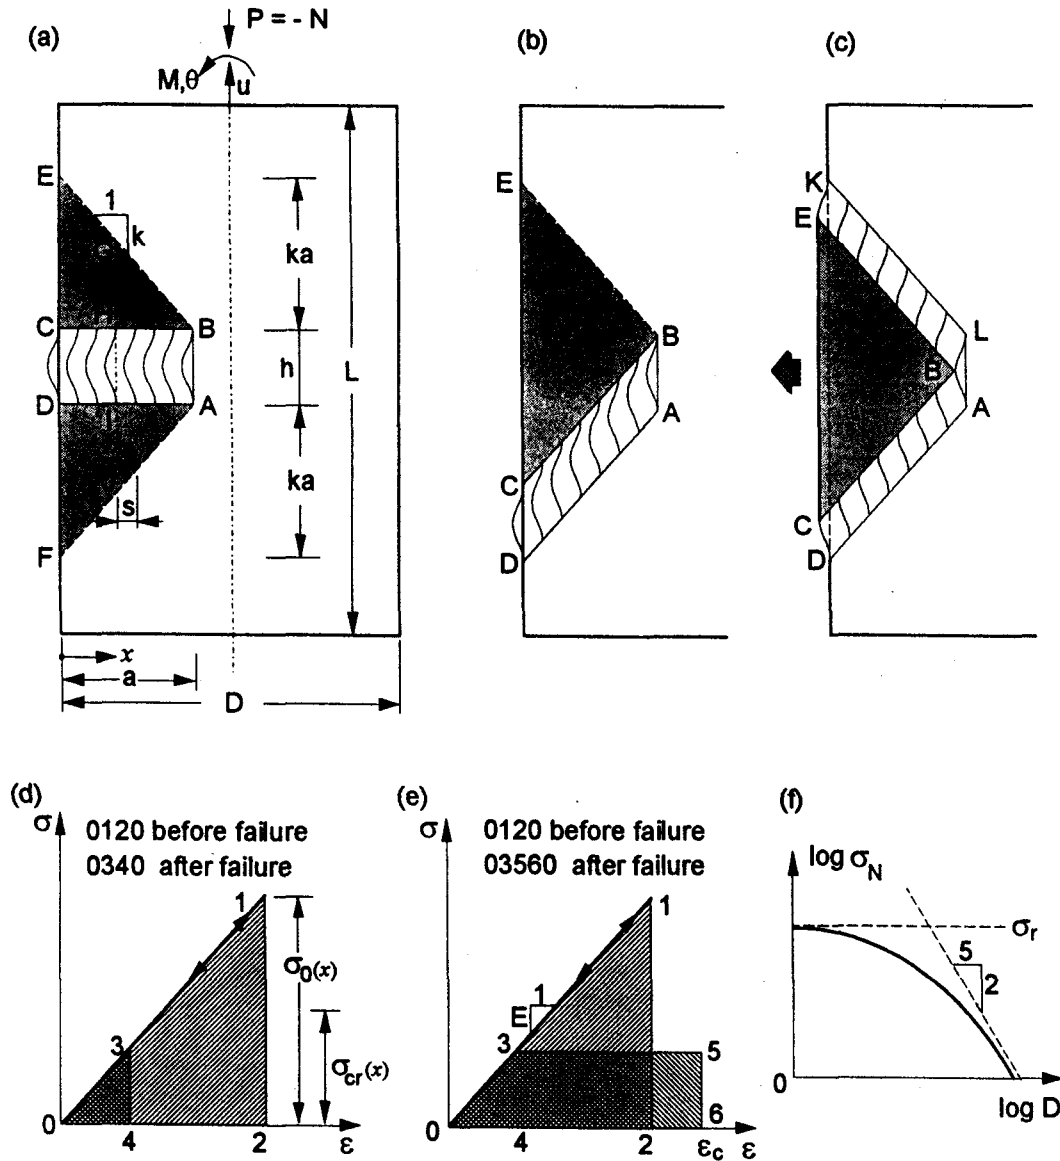 (a)
P = - N
M,θ
u
E
1
k
ka
C
B
h
L
D
A
ka
s
F
x
a
D
(b)
E
B
A
C
D
(c)
K
E
L
B
A
C
D
(d)
σ
0120 before failure
0340 after failure
1
σ0(x)
3
σcr(x)
0
4
2
ε
(e)
σ
0120 before failure
03560 after failure
1
1
E
3
5
6
0
4
2
εc
ε
(f)
log σN
σr
5
2
0
log D